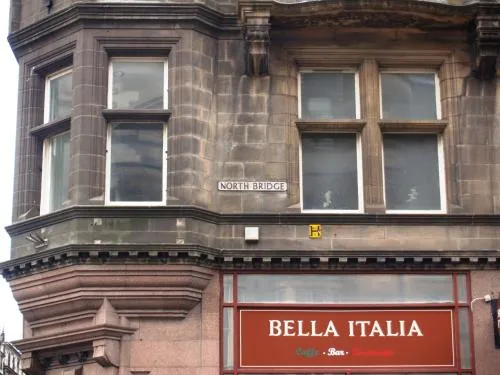 NORTH BRIDGE
H
BELLA ITALIA
Caffe • Bar •